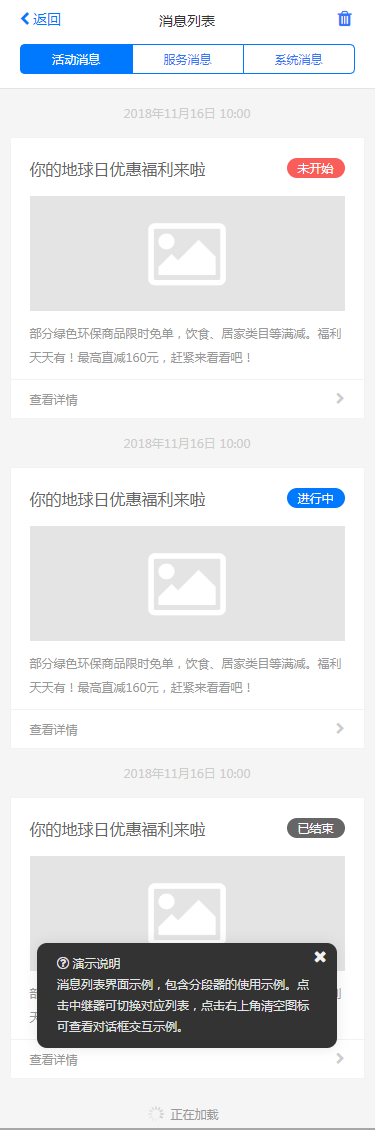 返回
消息列表
活动消息
服务消息
系统消息
2018年11月16日 10:00
你的地球日优惠福利来啦
未开始
部分绿色环保商品限时免单，饮食、居家类目等满减。福利
天天有！最高直减160元，赶紧来看看吧！
查看详情
2018年11月16日 10:00
你的地球日优惠福利来啦
进行中
部分绿色环保商品限时免单，饮食、居家类目等满减。福利
天天有！最高直减160元，赶紧来看看吧！
查看详情
2018年11月16日 10:00
你的地球日优惠福利来啦
已结束
演示说明
消息列表界面示例，包含分段器的使用示例。点
击中继器可切换对应列表，点击右上角清空图标
可查看对话框交互示例。
查看详情
正在加载